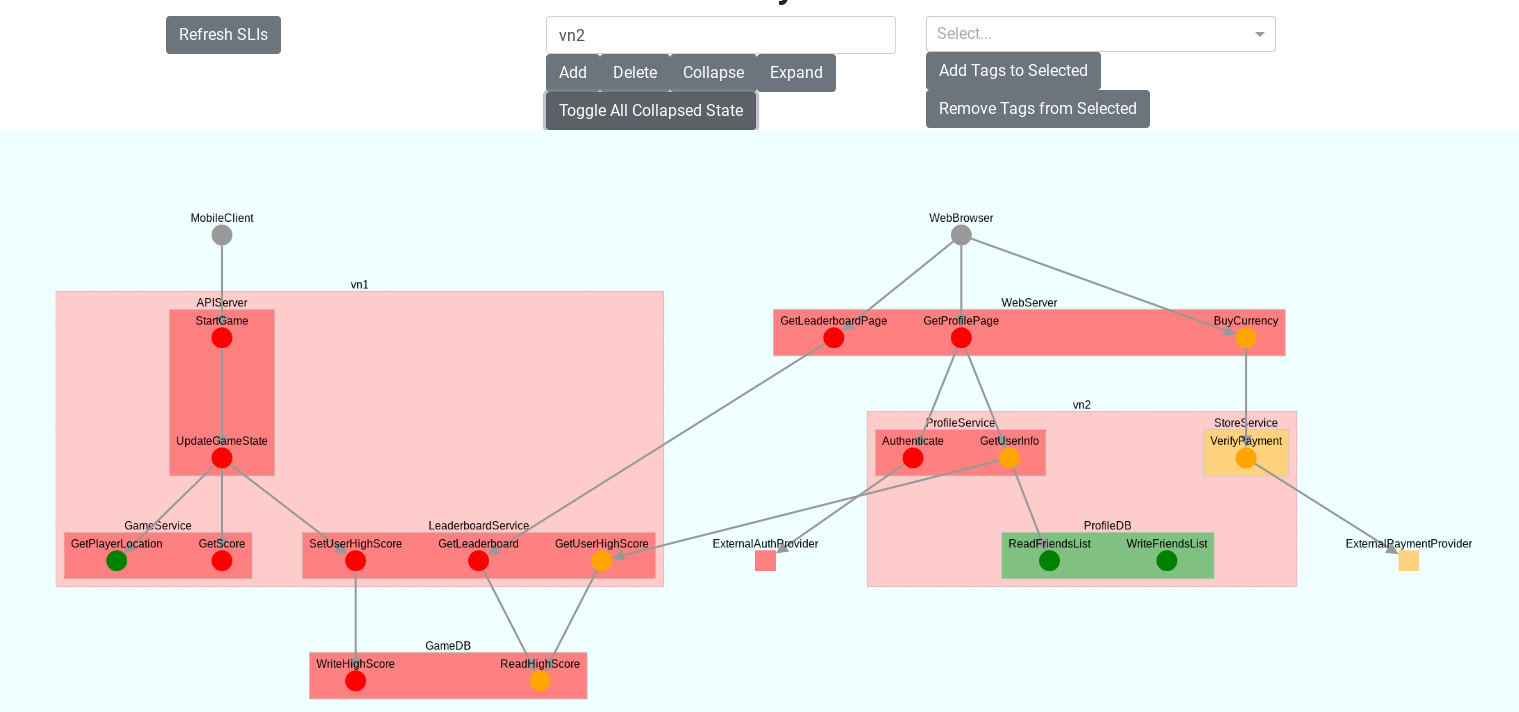 Refresh SLIs
vn2
Select...
Add
Delete
Collapse
Expand
Add Tags to Selected
Toggle All Collapsed State
Remove Tags from Selected
MobileClient
WebBrowser
vn1
APIServer
WebServer
StartGame
GetLeaderboardPage
GetProfilePage
BuyCurrency
vn2
ProfileService
StoreService
UpdateGameState
Authenticate
GetUserInfo
VerifyPayment
GameService
LeaderboardService
ProfileDB
GetPlayerLocation
GetScore
SetUserHighScore
GetLeaderboard
GetUserHighScore
ExternalAuthProvider
ReadFriendsList
WriteFriendsList
ExternalPaymentProvider
GameDB
WriteHighScore
ReadHighScore